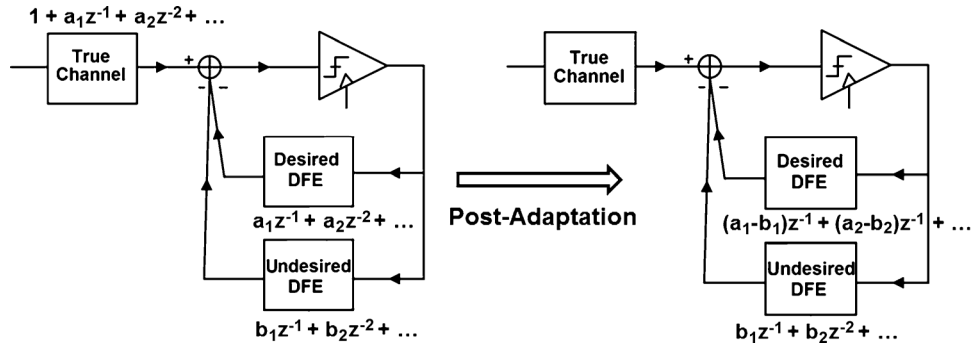 1 + a₁z⁻¹ + a₂z⁻² + ...
True
Channel
+
- -
Desired
DFE
a₁z⁻¹ + a₂z⁻² + ...
Undesired
DFE
b₁z⁻¹ + b₂z⁻² + ...
Post-Adaptation
True
Channel
+
- -
Desired
DFE
(a₁-b₁)z⁻¹ + (a₂-b₂)z⁻¹ + ...
Undesired
DFE
b₁z⁻¹ + b₂z⁻² + ...